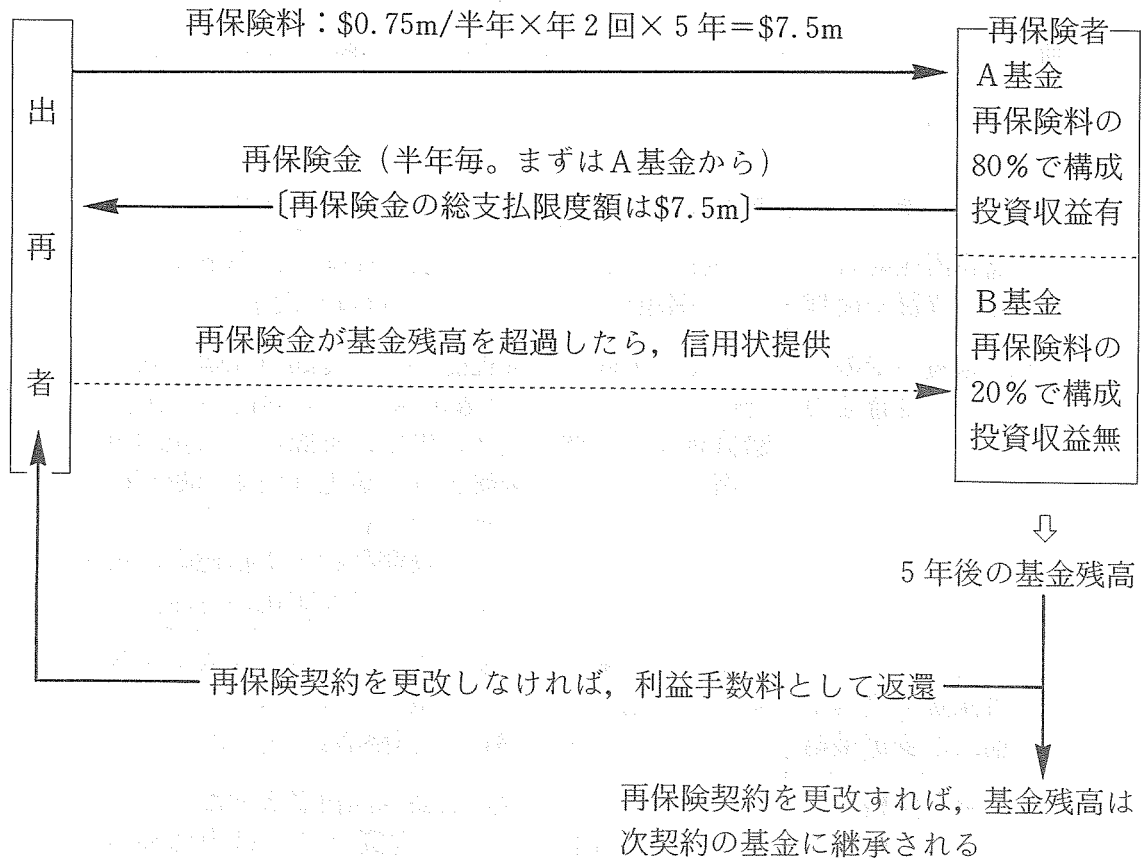 再保険料：$0.75m/半年×年2回×5年＝$7.5m
出再者
再保険者
A基金
再保険料の
80％で構成
投資収益有
再保険金（半年毎。まずはA基金から）
〔再保険金の総支払限度額は$7.5m〕
B基金
再保険料の
20％で構成
投資収益無
再保険金が基金残高を超過したら，信用状提供
5年後の基金残高
再保険契約を更改しなければ，利益手数料として返還
再保険契約を更改すれば，基金残高は
次契約の基金に継承される